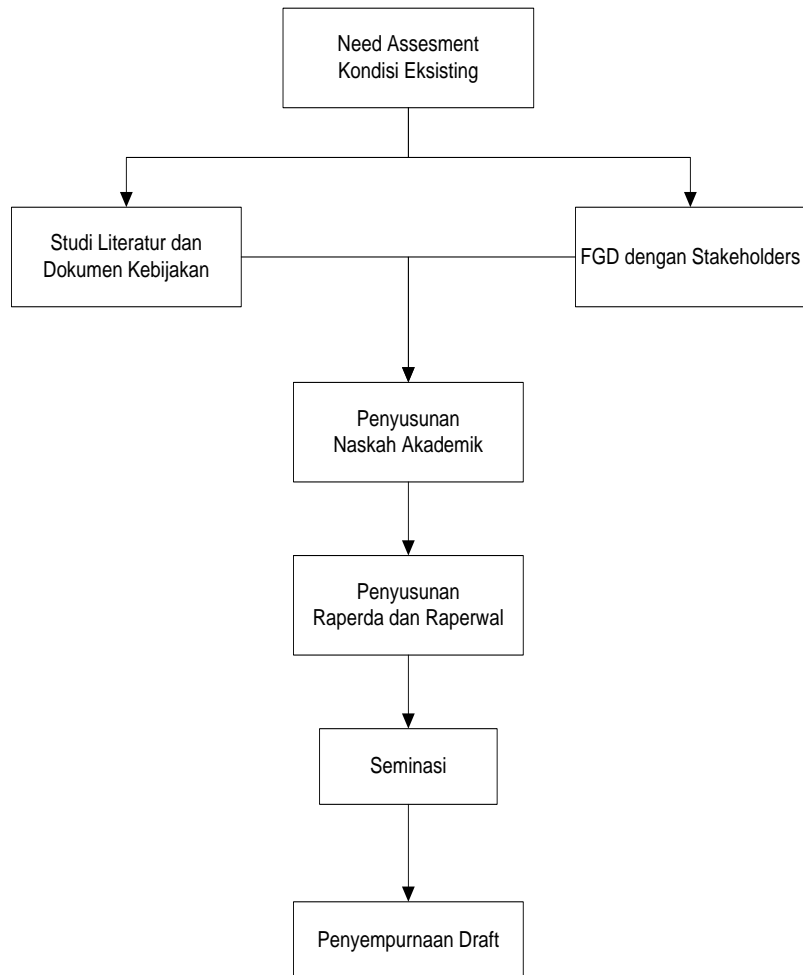 Need Assesment
Kondisi Eksisting
Studi Literatur dan
Dokumen Kebijakan
FGD dengan Stakeholders
Penyusunan
Naskah Akademik
Penyusunan
Raperda dan Raperwal
Seminasi
Penyempurnaan Draft